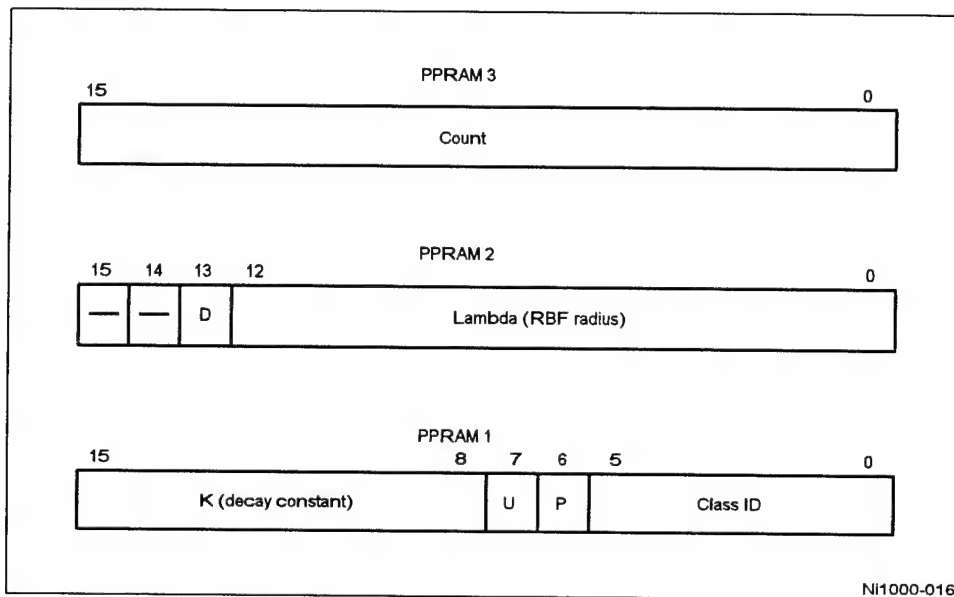 PPRAM 3
15 0
Count
PPRAM 2
15 14 13 12 0
— — D Lambda (RBF radius)
PPRAM 1
15 8 7 6 5 0
K (decay constant) U P Class ID
Ni1000-016